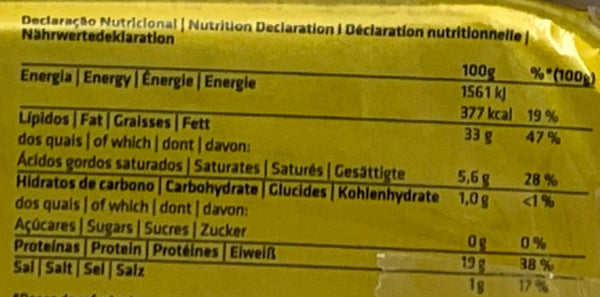 Declaração Nutricional | Nutrition Declaration | Déclaration nutritionnelle |
Nährwertedeklaration
100g %*(100g)
Energia | Energy | Énergie | Energie 1561 kJ
377 kcal 19 %
Lípidos | Fat | Graisses | Fett 33 g 47 %
dos quais | of which | dont | davon:
Ácidos gordos saturados | Saturates | Saturés | Gesättigte 5,6 g 28 %
Hidratos de carbono | Carbohydrate | Glucides | Kohlenhydrate 1,0 g <1 %
dos quais | of which | dont | davon:
Açúcares | Sugars | Sucres | Zucker 0 g 0 %
Proteínas | Protein | Protéines | Eiweiß 19 g 38 %
Sal | Salt | Sel | Salz 1g 17 %